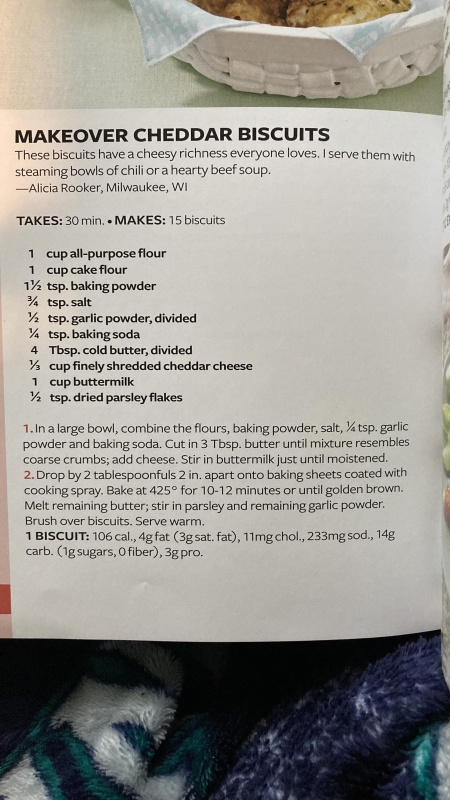 MAKEOVER CHEDDAR BISCUITS
These biscuits have a cheesy richness everyone loves. I serve them with
steaming bowls of chili or a hearty beef soup.
—Alicia Rooker, Milwaukee, WI
TAKES: 30 min. • MAKES: 15 biscuits
1 cup all-purpose flour
1 cup cake flour
1½ tsp. baking powder
¾ tsp. salt
½ tsp. garlic powder, divided
¼ tsp. baking soda
4 Tbsp. cold butter, divided
⅓ cup finely shredded cheddar cheese
1 cup buttermilk
½ tsp. dried parsley flakes
1. In a large bowl, combine the flours, baking powder, salt, ¼ tsp. garlic
powder and baking soda. Cut in 3 Tbsp. butter until mixture resembles
coarse crumbs; add cheese. Stir in buttermilk just until moistened.
2. Drop by 2 tablespoonfuls 2 in. apart onto baking sheets coated with
cooking spray. Bake at 425° for 10-12 minutes or until golden brown.
Melt remaining butter; stir in parsley and remaining garlic powder.
Brush over biscuits. Serve warm.
1 BISCUIT: 106 cal., 4g fat (3g sat. fat), 11mg chol., 233mg sod., 14g
carb. (1g sugars, 0 fiber), 3g pro.